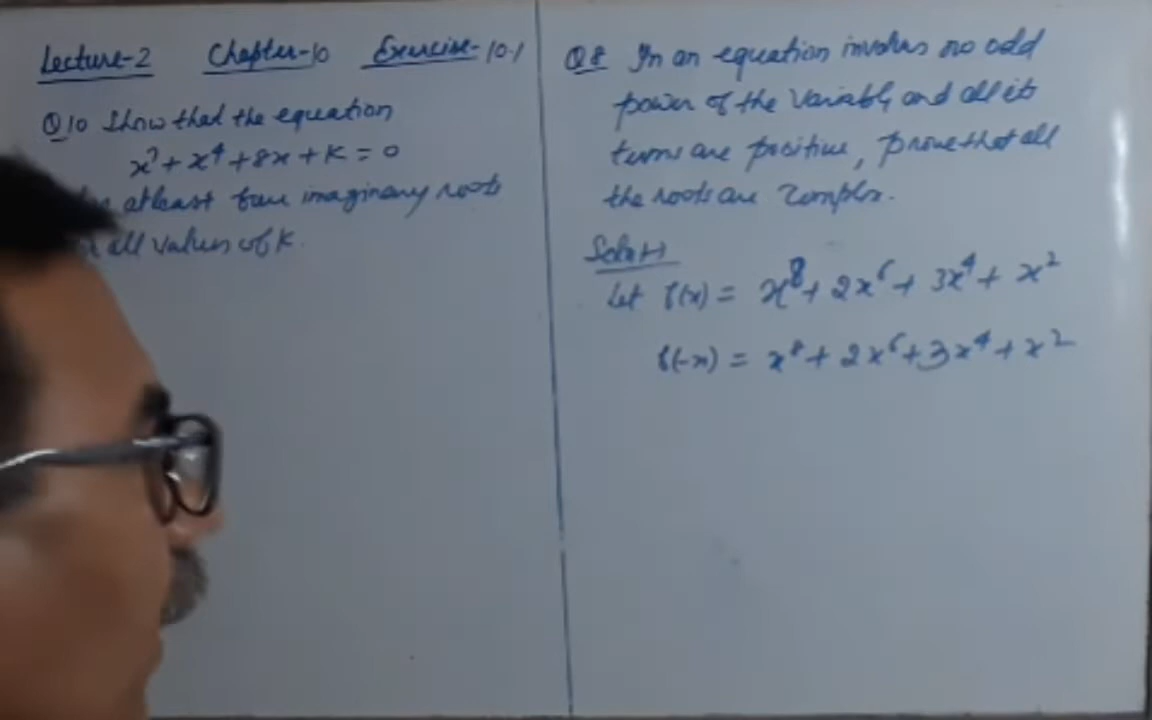 Lecture-2 Chapter-10 Exercise-10.1
Q10 Show that the equation
x⁷ + x⁴ + 8x + K = 0
atleast four imaginary roots
all values of K.
Q8 In an equation involves no odd
power of the variable, and all its
terms are positive, prove that all
the roots are complex.
Soln
Let f(x) = x⁸ + 2x⁶ + 3x⁴ + x²
f(-x) = x⁸ + 2x⁶ + 3x⁴ + x²